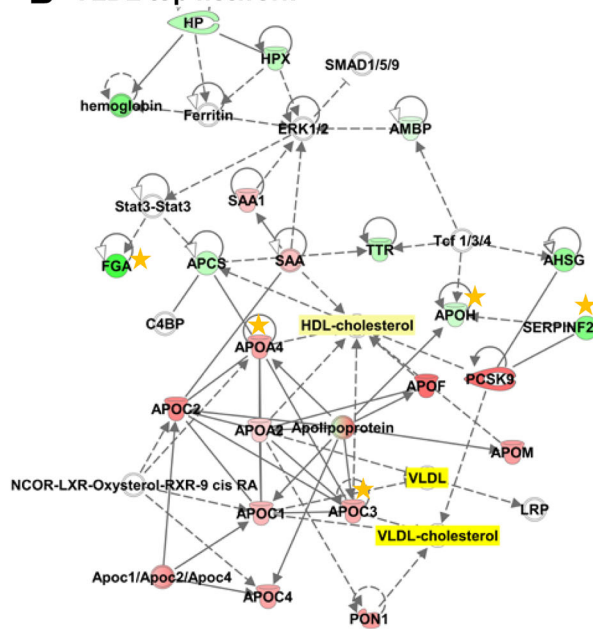 HP
HPX
SMAD1/5/9
hemoglobin
Ferritin
ERK1/2
AMBP
SAA1
Stat3-Stat3
Tcf 1/3/4
TTR
FGA
APCS
SAA
AHSG
C4BP
HDL-cholesterol
APOH
SERPINF2
APOA4
PCSK9
APOF
APOC2
APOA2
Apolipoprotein
APOM
NCOR-LXR-Oxysterol-RXR-9 cis RA
VLDL
APOC1
APOC3
LRP
VLDL-cholesterol
Apoc1/Apoc2/Apoc4
APOC4
PON1